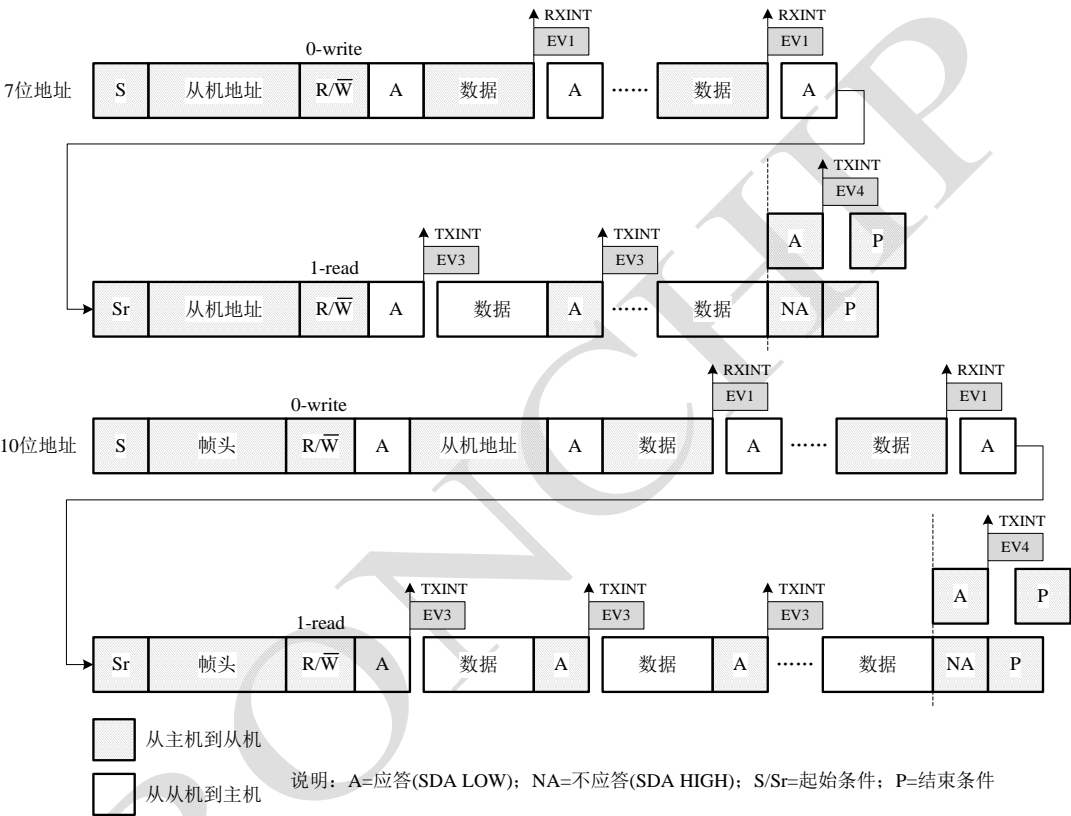 RXINT RXINT
EV1 EV1
0-write
7位地址 S 从机地址 R/W̅ A 数据 A …… 数据 A
TXINT
EV4
TXINT TXINT A P
EV3 EV3
1-read
Sr 从机地址 R/W̅ A 数据 A …… 数据 NA P
RXINT RXINT
EV1 EV1
0-write
10位地址 S 帧头 R/W̅ A 从机地址 A 数据 A …… 数据 A
TXINT
EV4
TXINT TXINT TXINT A P
EV3 EV3 EV3
1-read
Sr 帧头 R/W̅ A 数据 A 数据 A …… 数据 NA P
从主机到从机
从从机到主机
说明：A=应答(SDA LOW)；NA=不应答(SDA HIGH)；S/Sr=起始条件；P=结束条件
RONCHIP